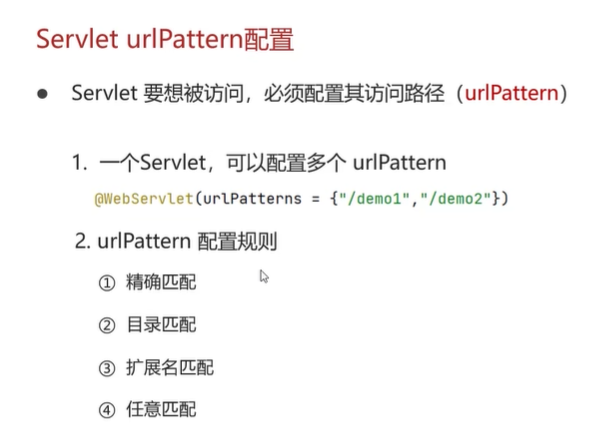 Servlet urlPattern配置
● Servlet 要想被访问，必须配置其访问路径（urlPattern）
1. 一个Servlet，可以配置多个 urlPattern
@WebServlet(urlPatterns = {"/demo1","/demo2"})
2. urlPattern 配置规则
① 精确匹配
② 目录匹配
③ 扩展名匹配
④ 任意匹配